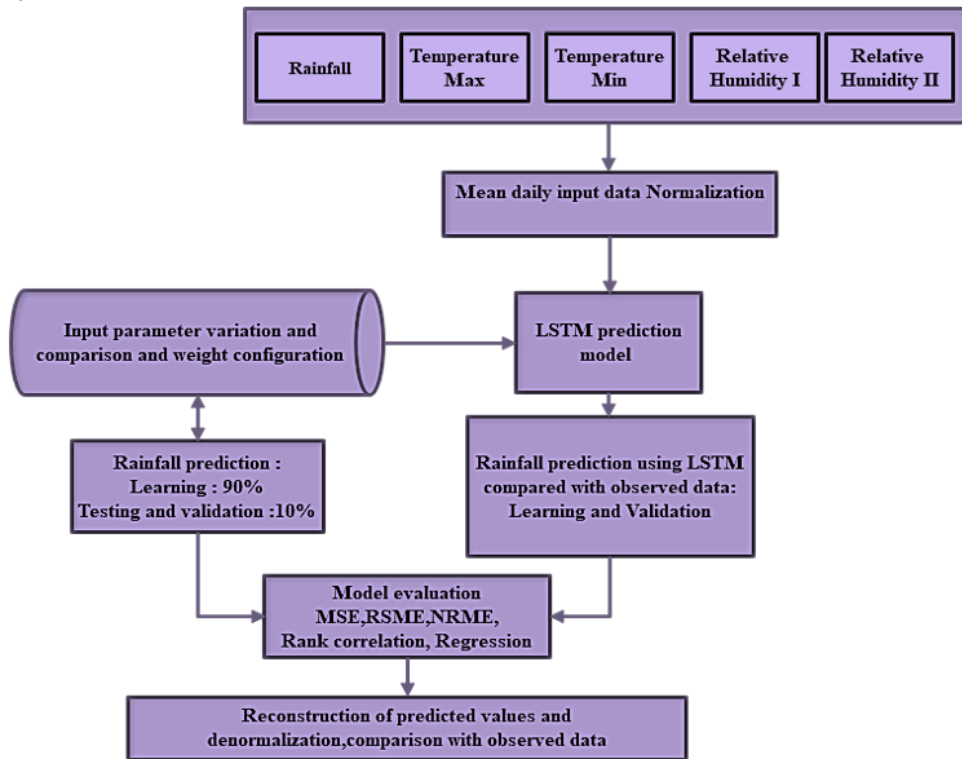 Rainfall
Temperature
Max
Temperature
Min
Relative
Humidity I
Relative
Humidity II
Mean daily input data Normalization
Input parameter variation and
comparison and weight configuration
LSTM prediction
model
Rainfall prediction :
Learning : 90%
Testing and validation :10%
Rainfall prediction using LSTM
compared with observed data:
Learning and Validation
Model evaluation
MSE,RSME,NRME,
Rank correlation, Regression
Reconstruction of predicted values and
denormalization,comparison with observed data